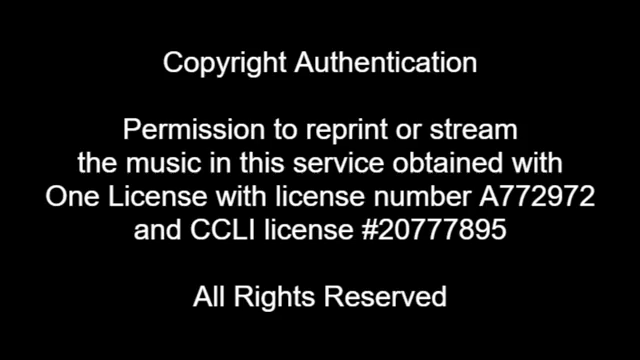 Copyright Authentication
Permission to reprint or stream
the music in this service obtained with
One License with license number A772972
and CCLI license #20777895
All Rights Reserved